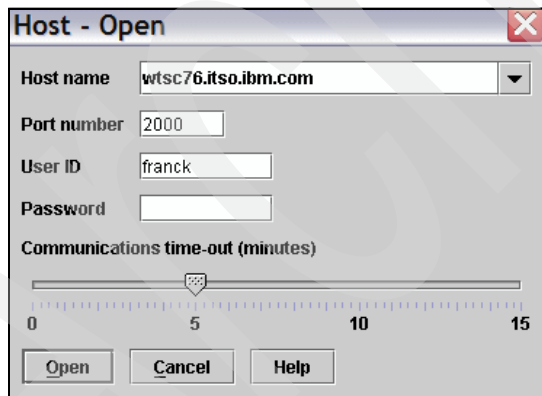 Host - Open
Host name wtsc76.itso.ibm.com
Port number 2000
User ID franck
Password
Communications time-out (minutes)
0 5 10 15
Open Cancel Help